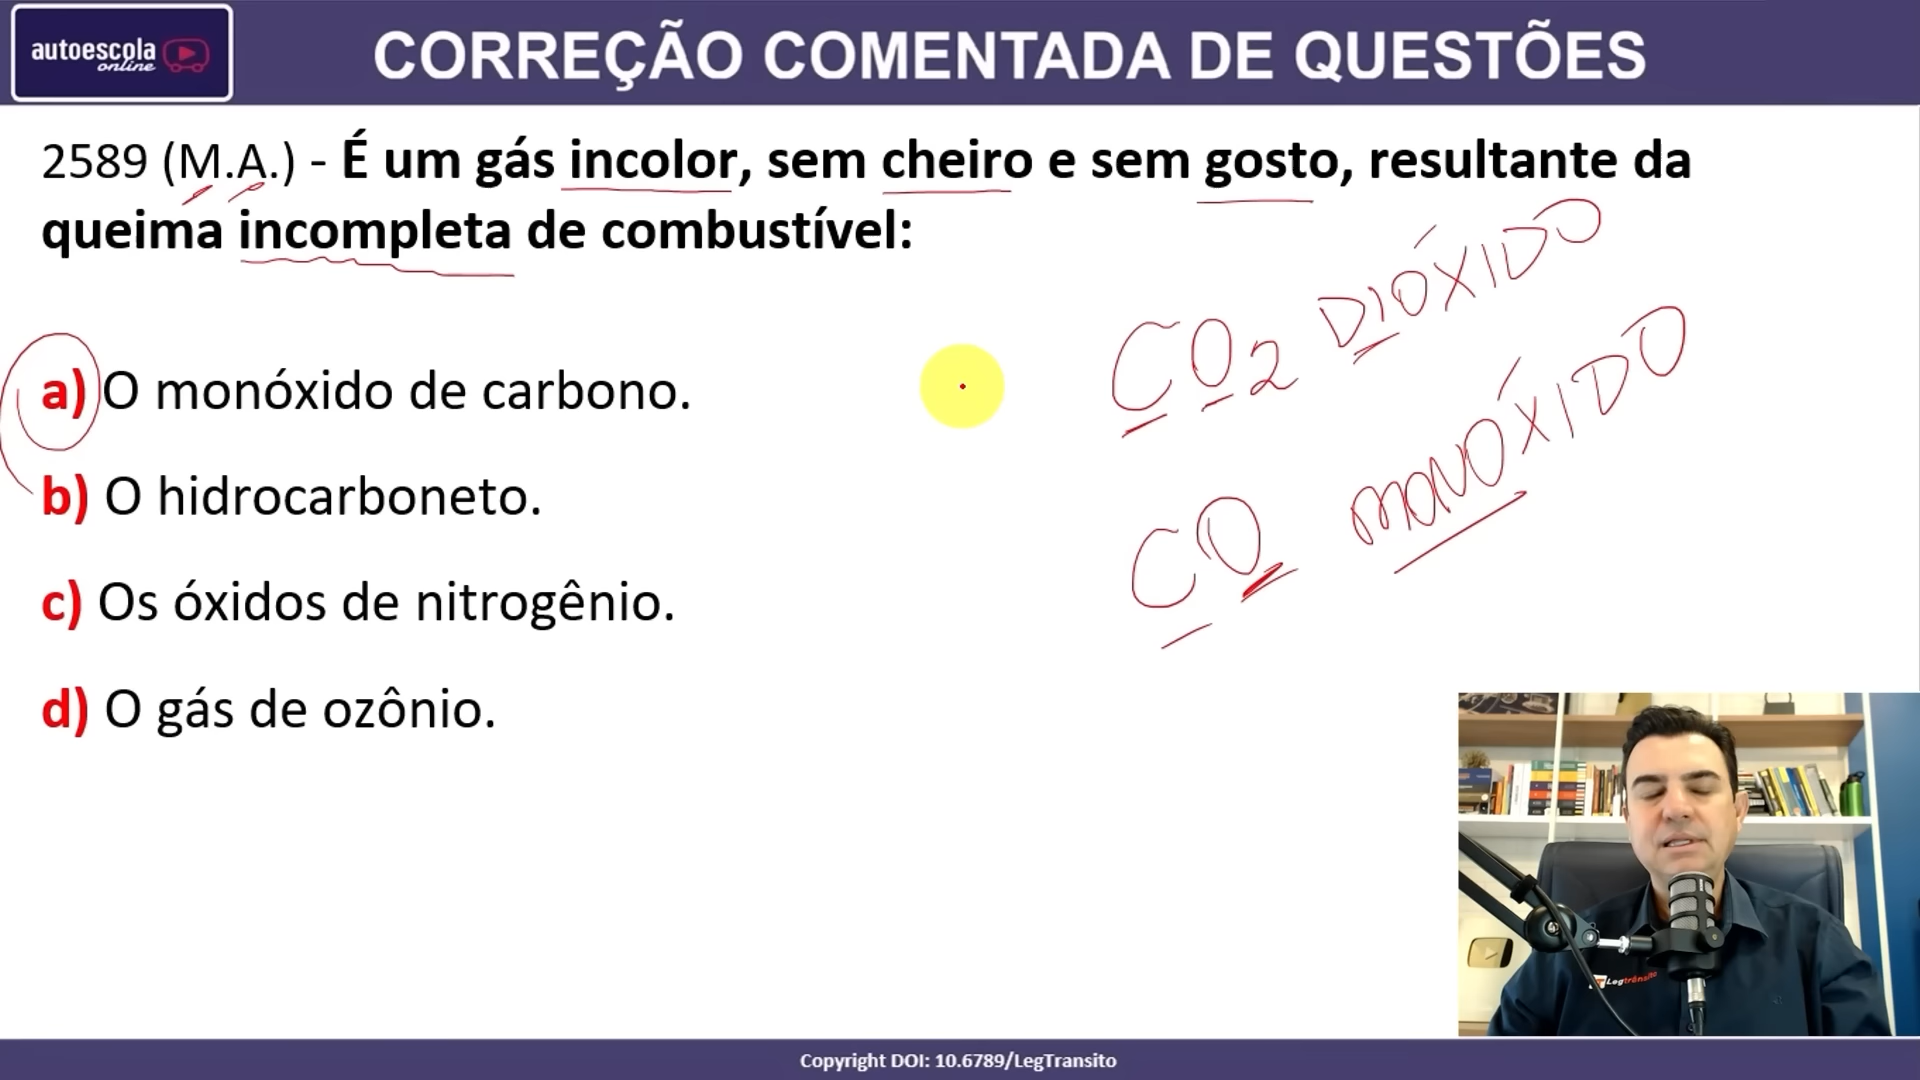 autoescola
online
CORREÇÃO COMENTADA DE QUESTÕES
2589 (M.A.) - É um gás incolor, sem cheiro e sem gosto, resultante da
queima incompleta de combustível:
a) O monóxido de carbono.
b) O hidrocarboneto.
c) Os óxidos de nitrogênio.
d) O gás de ozônio.
CO2 DIÓXIDO
CO MONÓXIDO
Legtrânsito
Copyright DOI: 10.6789/LegTransito